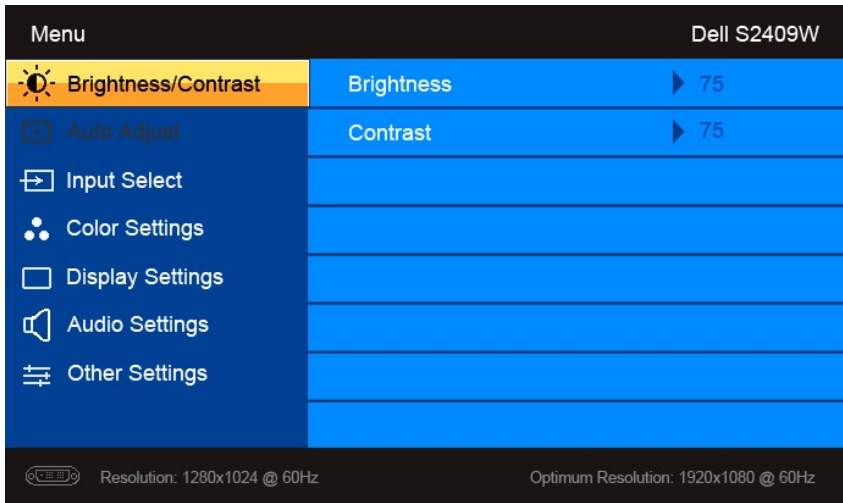 Menu Dell S2409W
Brightness/Contrast Brightness 75
Auto Adjust Contrast 75
Input Select
Color Settings
Display Settings
Audio Settings
Other Settings
Resolution: 1280x1024 @ 60Hz Optimum Resolution: 1920x1080 @ 60Hz